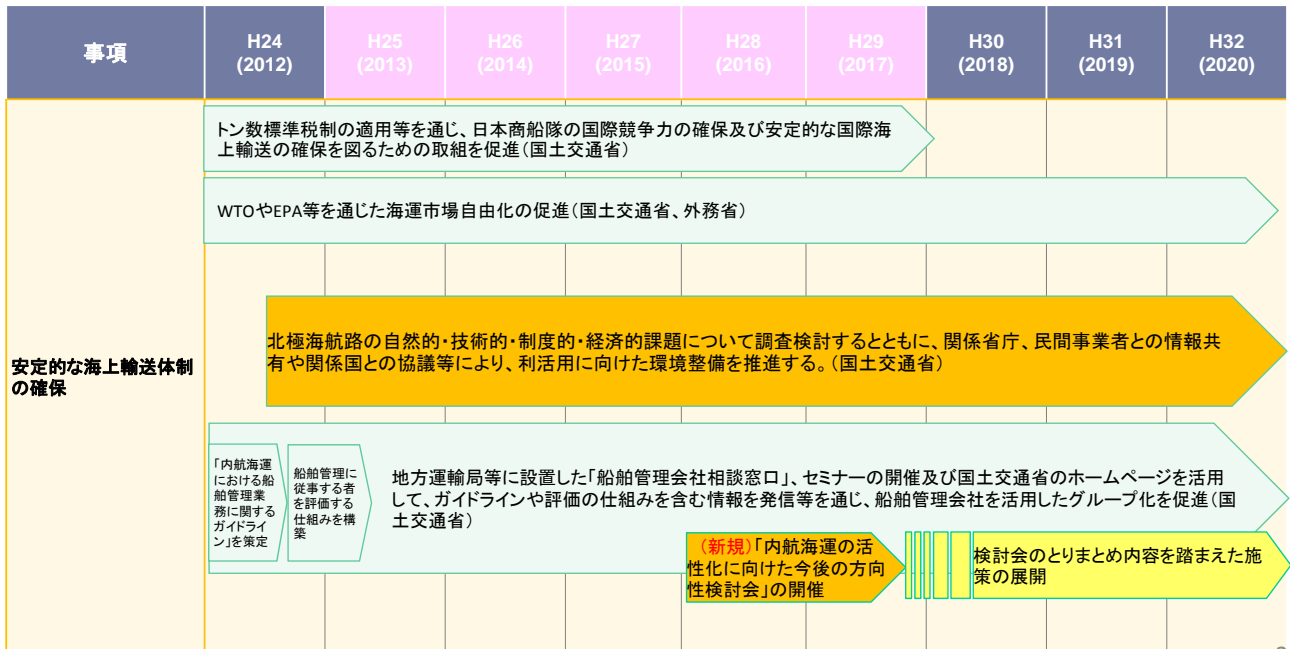 事項
H24
(2012)
H25
(2013)
H26
(2014)
H27
(2015)
H28
(2016)
H29
(2017)
H30
(2018)
H31
(2019)
H32
(2020)
安定的な海上輸送体制
の確保
トン数標準税制の適用等を通じ、日本商船隊の国際競争力の確保及び安定的な国際海
上輸送の確保を図るための取組を促進(国土交通省)
WTOやEPA等を通じた海運市場自由化の促進(国土交通省、外務省)
北極海航路の自然的・技術的・制度的・経済的課題について調査検討するとともに、関係省庁、民間事業者との情報共
有や関係国との協議等により、利活用に向けた環境整備を推進する。(国土交通省)
「内航海運
における船
舶管理業
務に関する
ガイドライ
ン」を策定
船舶管理に
従事する者
を評価する
仕組みを構
築
地方運輸局等に設置した「船舶管理会社相談窓口」、セミナーの開催及び国土交通省のホームページを活用
して、ガイドラインや評価の仕組みを含む情報を発信等を通じ、船舶管理会社を活用したグループ化を促進(国
土交通省)
(新規)「内航海運の活
性化に向けた今後の方向
性検討会」の開催
検討会のとりまとめ内容を踏まえた施
策の展開